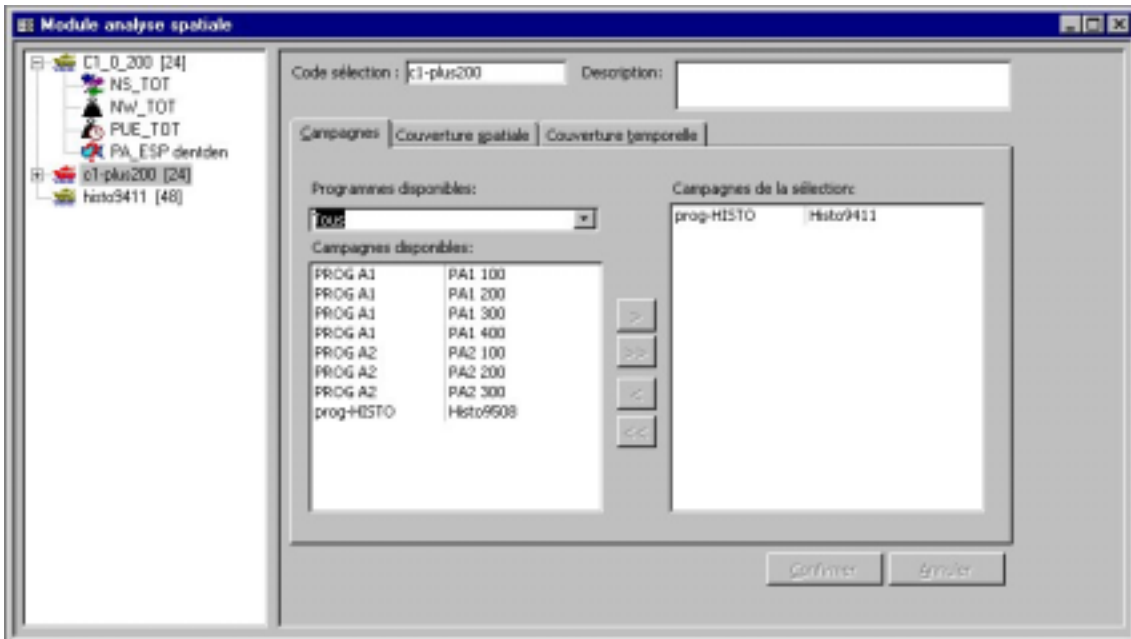 Module analyse spatiale
C1_0_200 [24]
NS_TOT
NW_TOT
PUE_TOT
PA_ESP dentden
c1-plus200 [24]
histo9411 [48]
Code sélection : c1-plus200 Description:
Campagnes Couverture spatiale Couverture temporelle
Programmes disponibles:
Tous
Campagnes disponibles:
PROG A1 PA1 100
PROG A1 PA1 200
PROG A1 PA1 300
PROG A1 PA1 400
PROG A2 PA2 100
PROG A2 PA2 200
PROG A2 PA2 300
prog-HISTO Histo9508
>
>>
<
<<
Campagnes de la sélection:
prog-HISTO Histo9411
Confirmer Annuler